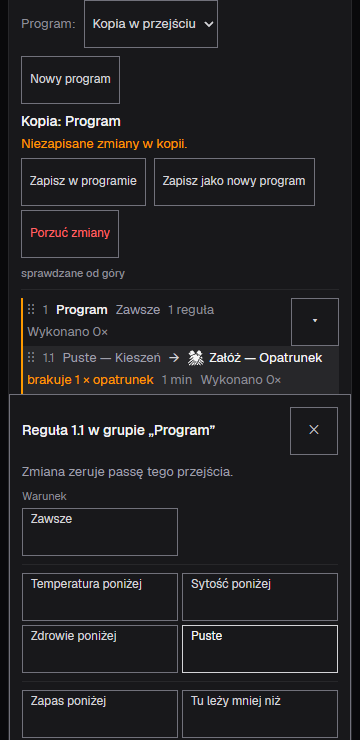 Program: Kopia w przejściu
Nowy program
Kopia: Program
Niezapisane zmiany w kopii.
Zapisz w programie Zapisz jako nowy program
Porzuć zmiany
sprawdzane od góry
1 Program Zawsze 1 reguła
Wykonano 0×
1.1 Puste — Kieszeń → Załóż — Opatrunek
brakuje 1 × opatrunek 1 min Wykonano 0×
Reguła 1.1 w grupie „Program”
Zmiana zeruje passę tego przejścia.
Warunek
Zawsze
Temperatura poniżej Sytość poniżej
Zdrowie poniżej Puste
Zapas poniżej Tu leży mniej niż